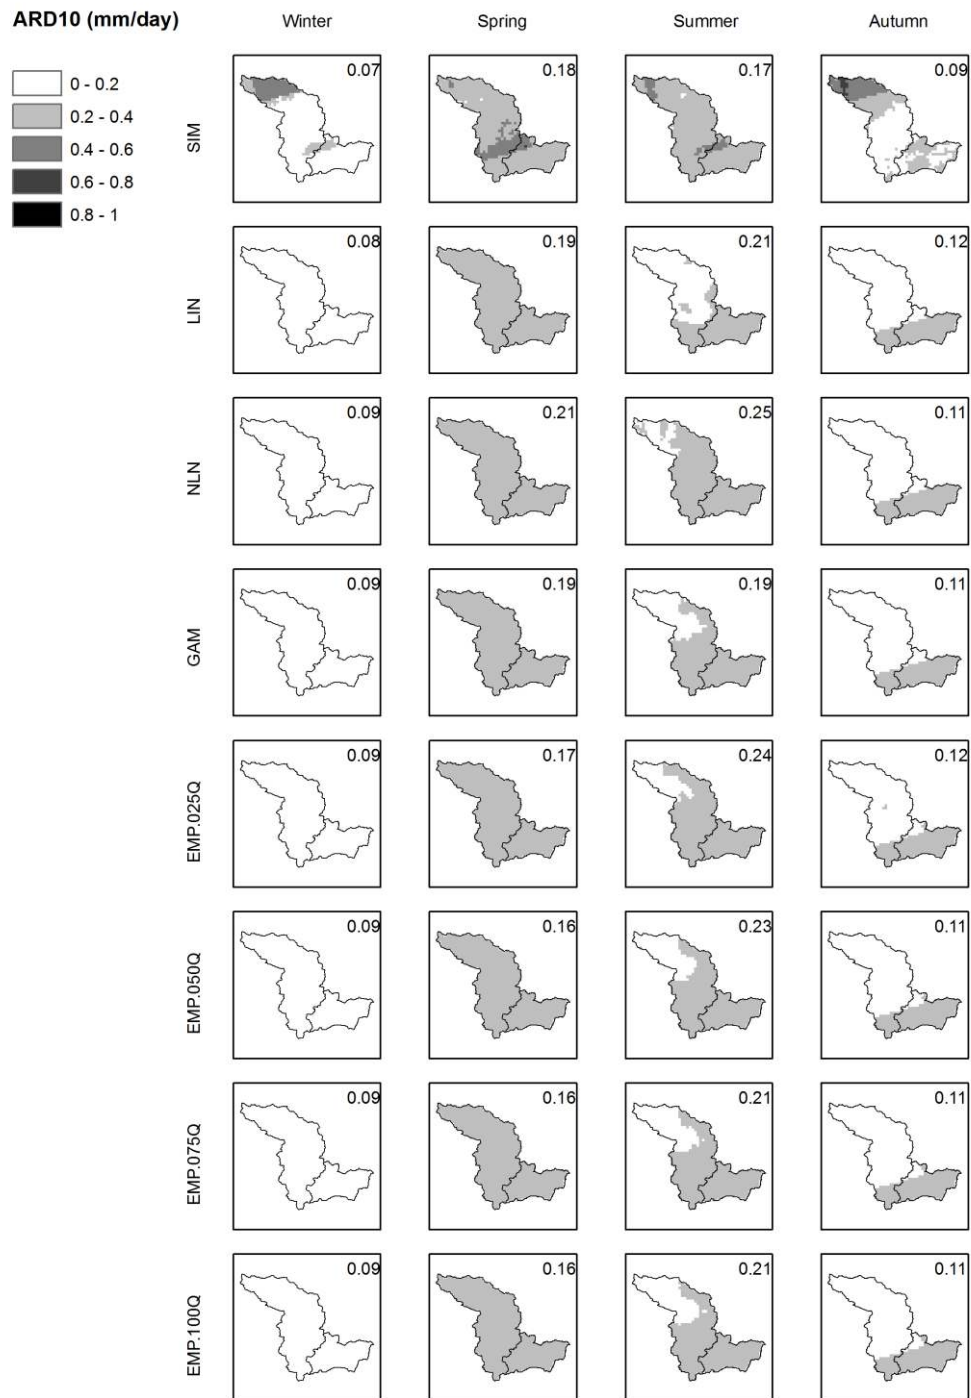 ARD10 (mm/day)
Winter Spring Summer Autumn
0 - 0.2
0.2 - 0.4
0.4 - 0.6
0.6 - 0.8
0.8 - 1
SIM 0.07 0.18 0.17 0.09
LIN 0.08 0.19 0.21 0.12
NLN 0.09 0.21 0.25 0.11
GAM 0.09 0.19 0.19 0.11
EMP.025Q 0.09 0.17 0.24 0.12
EMP.050Q 0.09 0.16 0.23 0.11
EMP.075Q 0.09 0.16 0.21 0.11
EMP.100Q 0.09 0.16 0.21 0.11